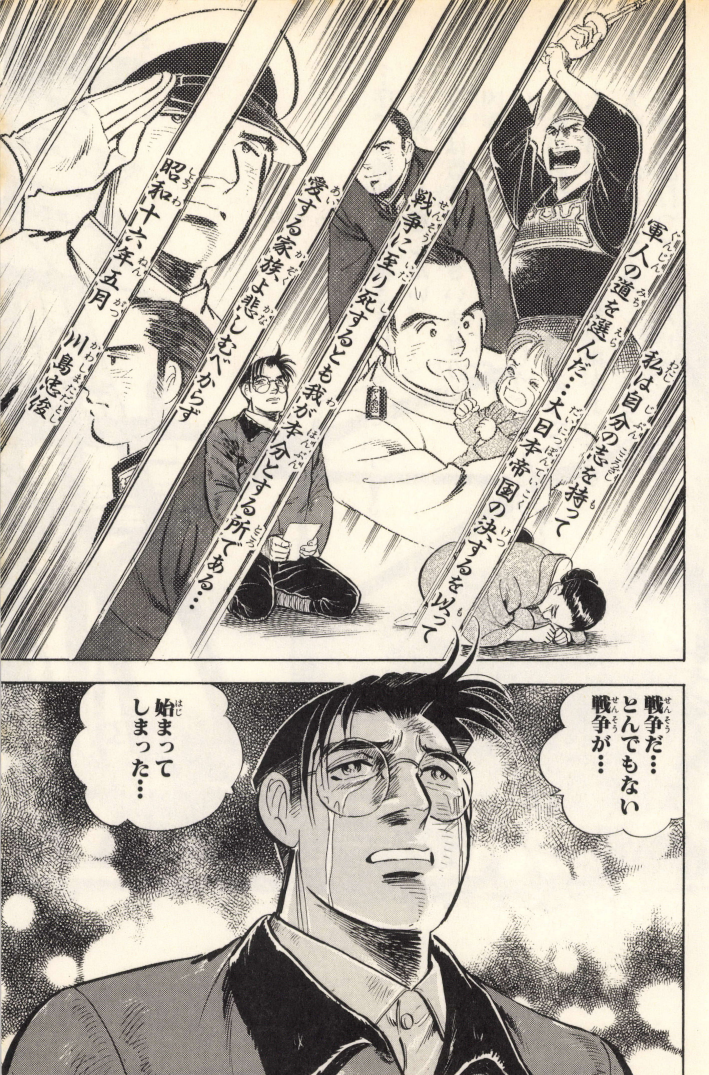 私は自分の志を持って
軍人の道を選んだ…大日本帝国の決するを以って
戦争に至り死するとも我が本分とする所である…
愛する家族よ悲しむべからず
昭和十六年五月　川島忠俊
戦争だ…
とんでもない
戦争が…
始まって
しまった…